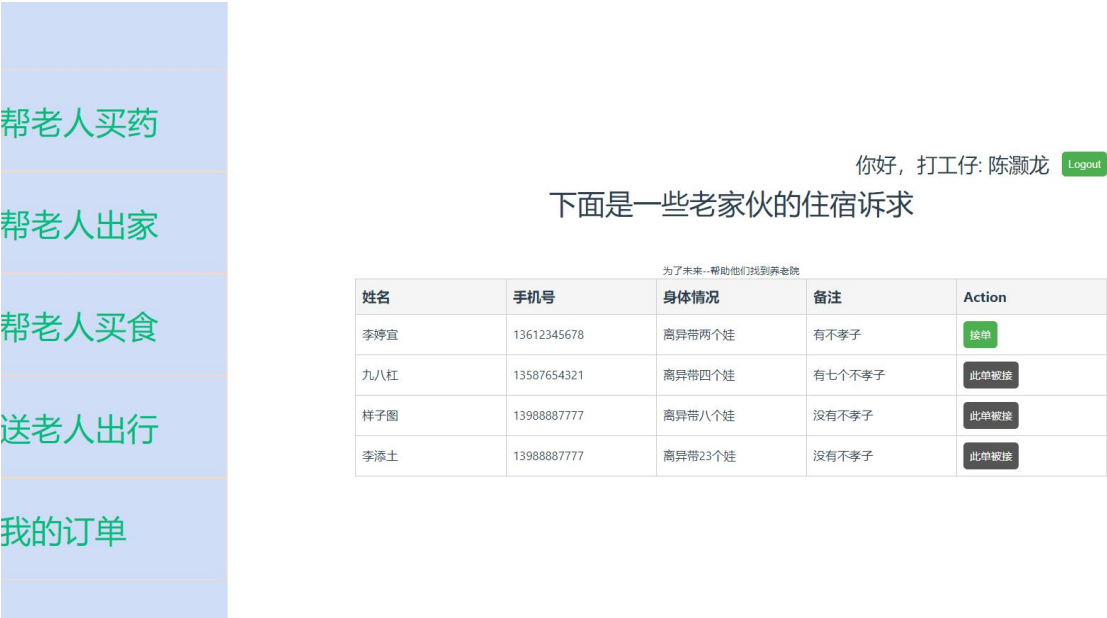 帮老人买药
帮老人出家
帮老人买食
送老人出行
我的订单
你好，打工仔: 陈灏龙 Logout
下面是一些老家伙的住宿诉求
为了未来--帮助他们找到养老院
姓名 手机号 身体情况 备注 Action
李婷宜 13612345678 离异带两个娃 有不孝子 接单
九八杠 13587654321 离异带四个娃 有七个不孝子 此单被接
样子图 13988887777 离异带八个娃 没有不孝子 此单被接
李添土 13988887777 离异带23个娃 没有不孝子 此单被接